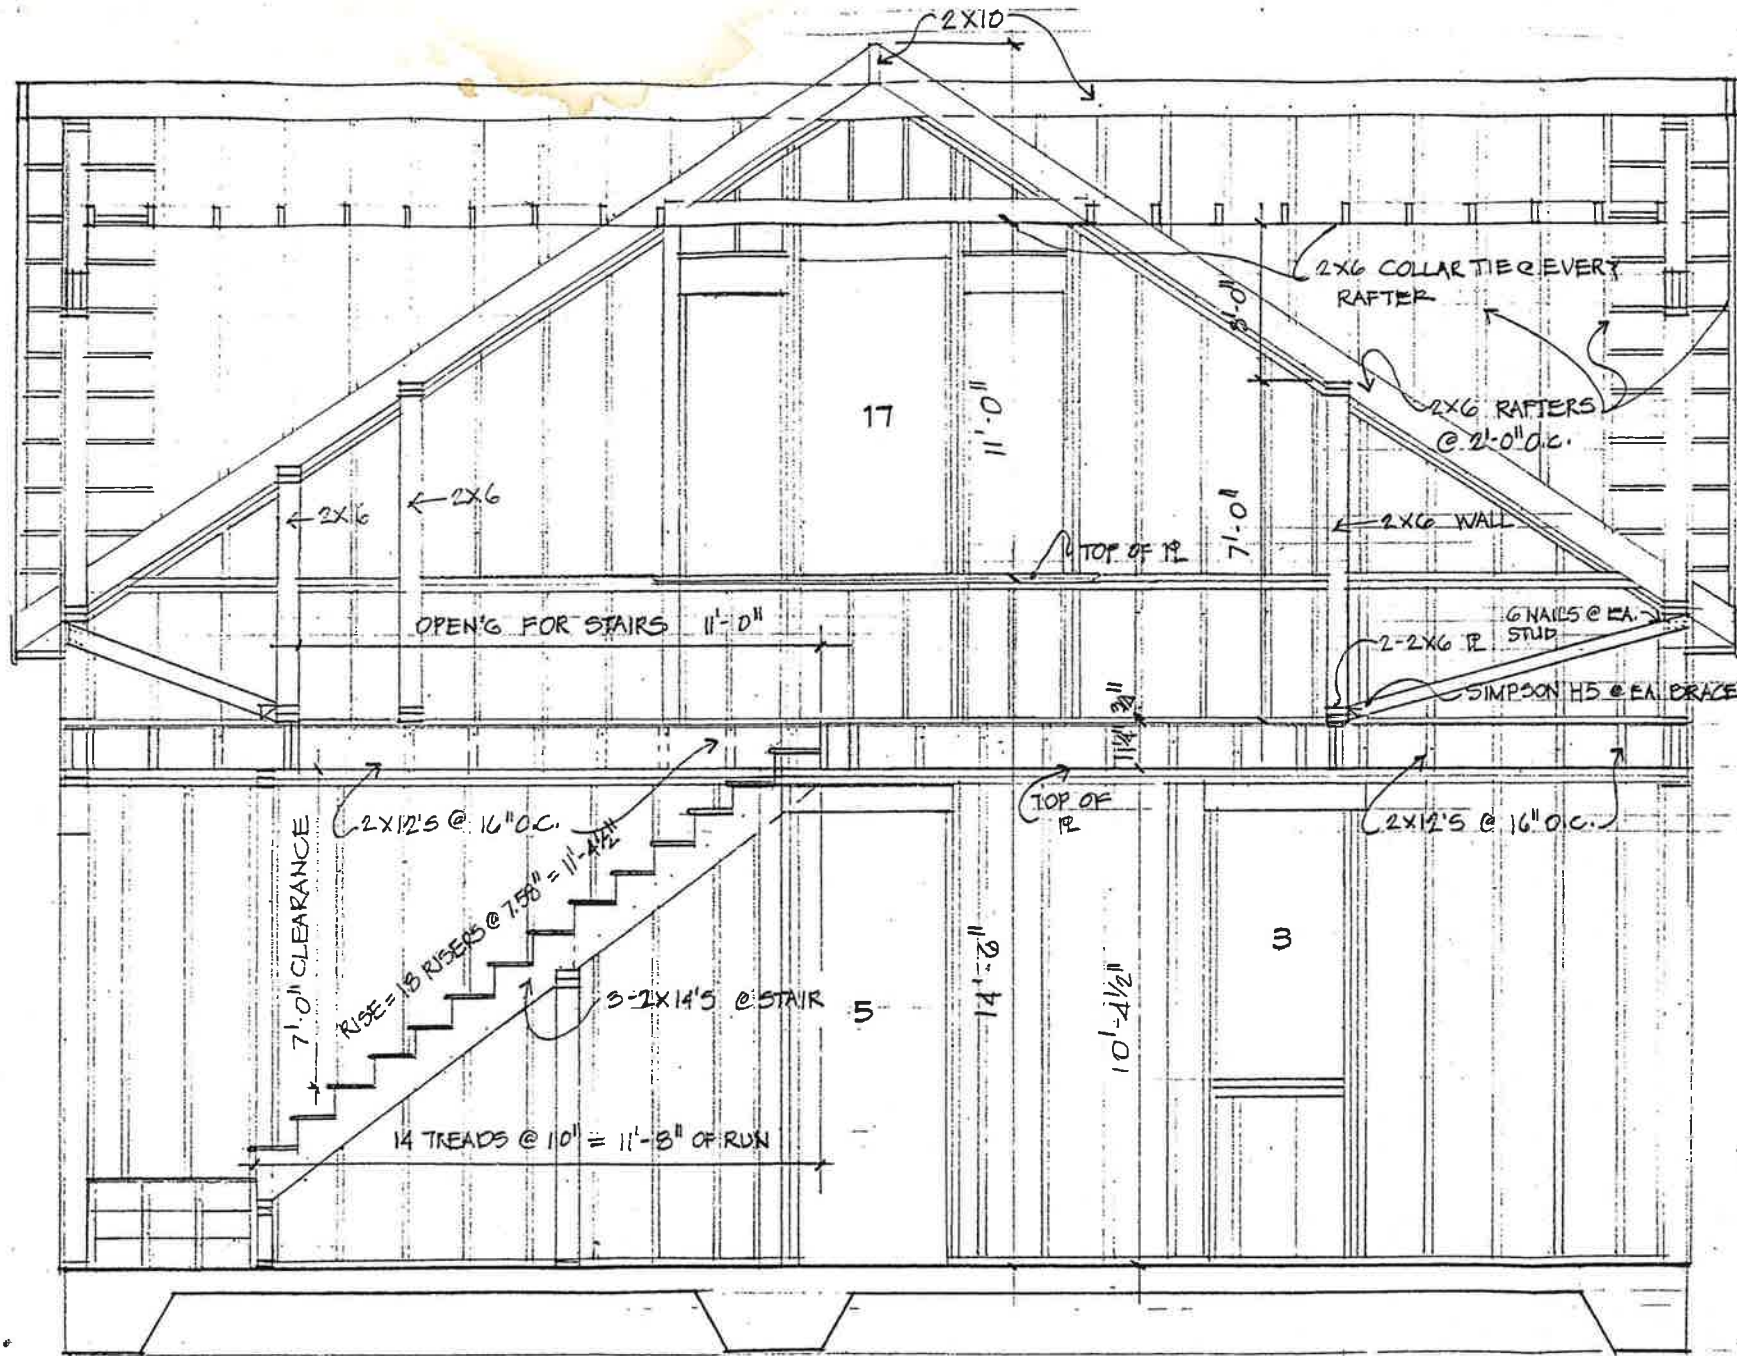 2X10
2X6 COLLAR TIE @ EVERY
RAFTER
17
11'-0"
2X6 RAFTERS
@ 2'-0" O.C.
2X6
2X6
7'-0"
2X6 WALL
TOP OF PL
OPEN'G FOR STAIRS 11'-0"
6 NAILS @ EA.
STUD
2-2X6 PL
SIMPSON H5 @ EA. BRACE
3/4"
11 1/4"
2X12'S @ 16" O.C.
TOP OF
PL
2X12'S @ 16" O.C.
7'-0" CLEARANCE
RISE = 18 RISERS @ 7.58" = 11'-4 1/2"
3-2X14'S @ STAIR
5
14'-2"
10'-4 1/2"
3
14 TREADS @ 10" = 11'-8" OF RUN